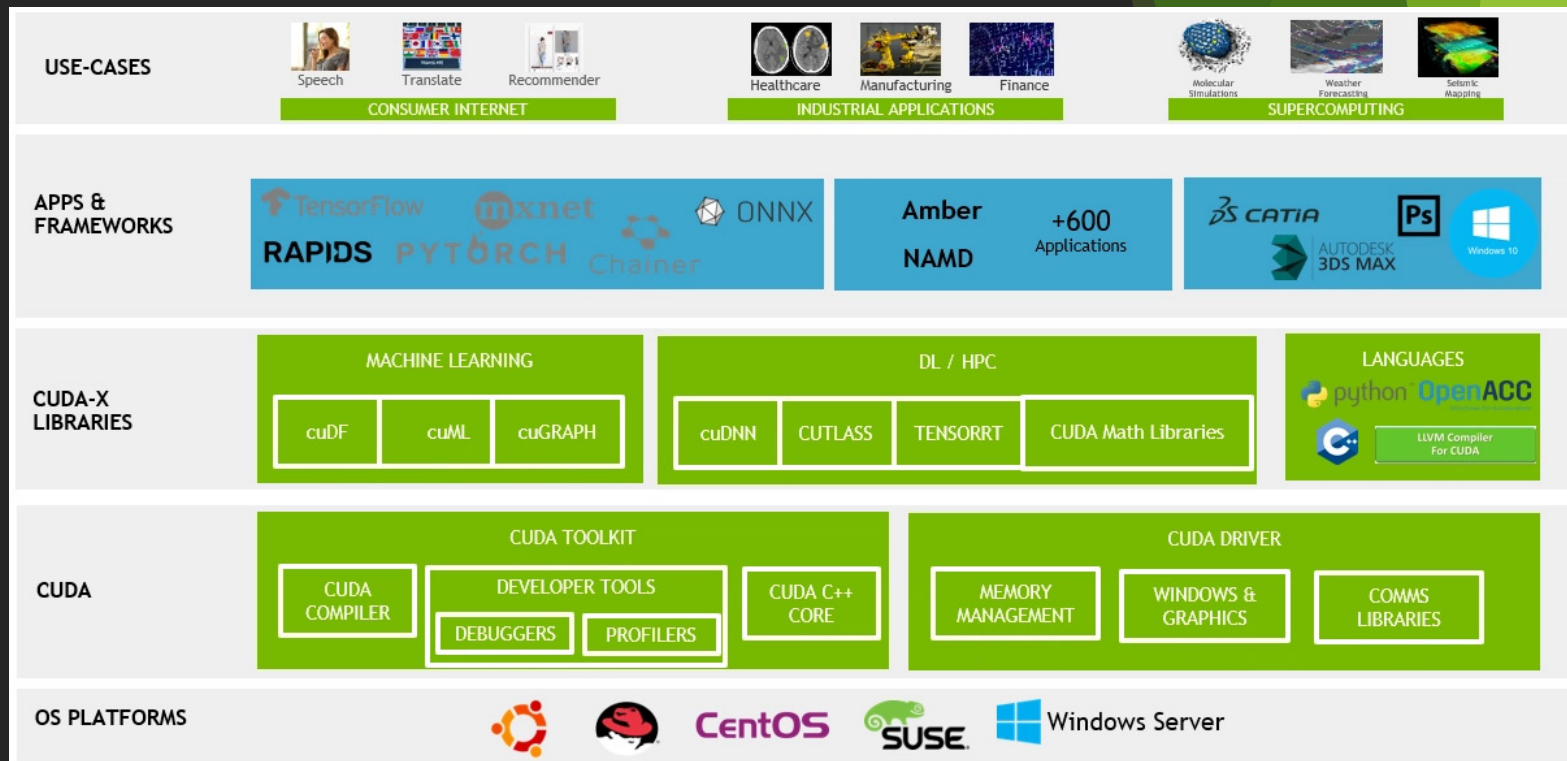 USE-CASES
Speech
Translate
Recommender
CONSUMER INTERNET
Healthcare
Manufacturing
Finance
INDUSTRIAL APPLICATIONS
Molecular
Simulations
Weather
Forecasting
Seismic
Mapping
SUPERCOMPUTING
APPS &
FRAMEWORKS
TensorFlow
mxnet
ONNX
RAPIDS
PYTORCH
Chainer
Amber
NAMD
+600
Applications
3S CATIA
Ps
AUTODESK
3DS MAX
Windows 10
CUDA-X
LIBRARIES
MACHINE LEARNING
cuDF
cuML
cuGRAPH
DL / HPC
cuDNN
CUTLASS
TENSORRT
CUDA Math Libraries
LANGUAGES
python
OpenACC
C++
LLVM Compiler
For CUDA
CUDA
CUDA TOOLKIT
CUDA
COMPILER
DEVELOPER TOOLS
DEBUGGERS
PROFILERS
CUDA C++
CORE
CUDA DRIVER
MEMORY
MANAGEMENT
WINDOWS &
GRAPHICS
COMMS
LIBRARIES
OS PLATFORMS
CentOS
SUSE
Windows Server